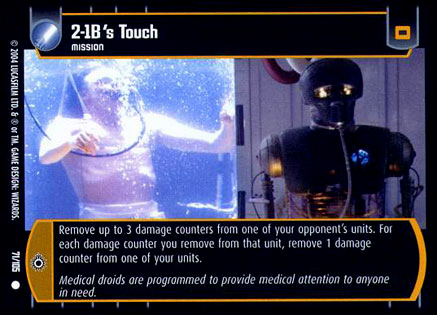 2-1B's Touch
MISSION
Remove up to 3 damage counters from one of your opponent's units. For
each damage counter you remove from that unit, remove 1 damage
counter from one of your units.
Medical droids are programmed to provide medical attention to anyone
in need.
© 2004 LUCASFILM LTD. & ® or TM. GAME DESIGN: WIZARDS.
71/105